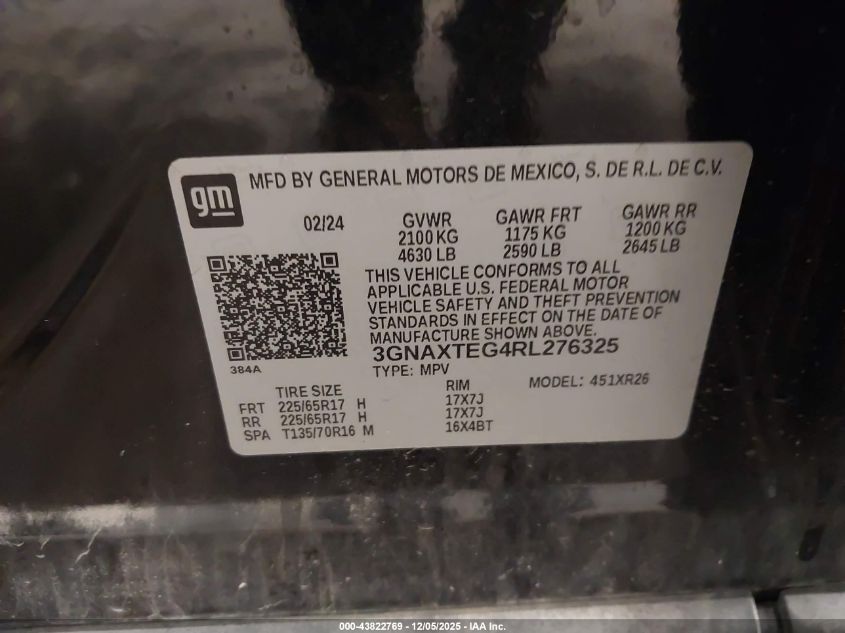 gm
MFD BY GENERAL MOTORS DE MEXICO, S. DE R.L. DE C.V.
02/24
GVWR
2100 KG
4630 LB
GAWR FRT
1175 KG
2590 LB
GAWR RR
1200 KG
2645 LB
THIS VEHICLE CONFORMS TO ALL
APPLICABLE U.S. FEDERAL MOTOR
VEHICLE SAFETY AND THEFT PREVENTION
STANDARDS IN EFFECT ON THE DATE OF
MANUFACTURE SHOWN ABOVE.
3GNAXTEG4RL276325
384A
TYPE: MPV
MODEL: 451XR26
TIRE SIZE RIM
FRT 225/65R17 H 17X7J
RR 225/65R17 H 17X7J
SPA T135/70R16 M 16X4BT
000-43822769 - 12/05/2025 - IAA Inc.